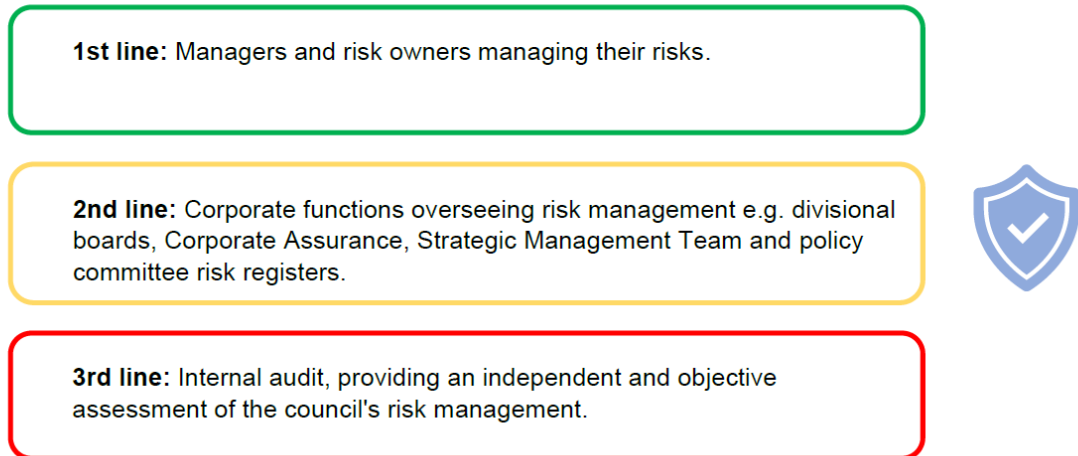 1st line: Managers and risk owners managing their risks.
2nd line: Corporate functions overseeing risk management e.g. divisional
boards, Corporate Assurance, Strategic Management Team and policy
committee risk registers.
3rd line: Internal audit, providing an independent and objective
assessment of the council's risk management.